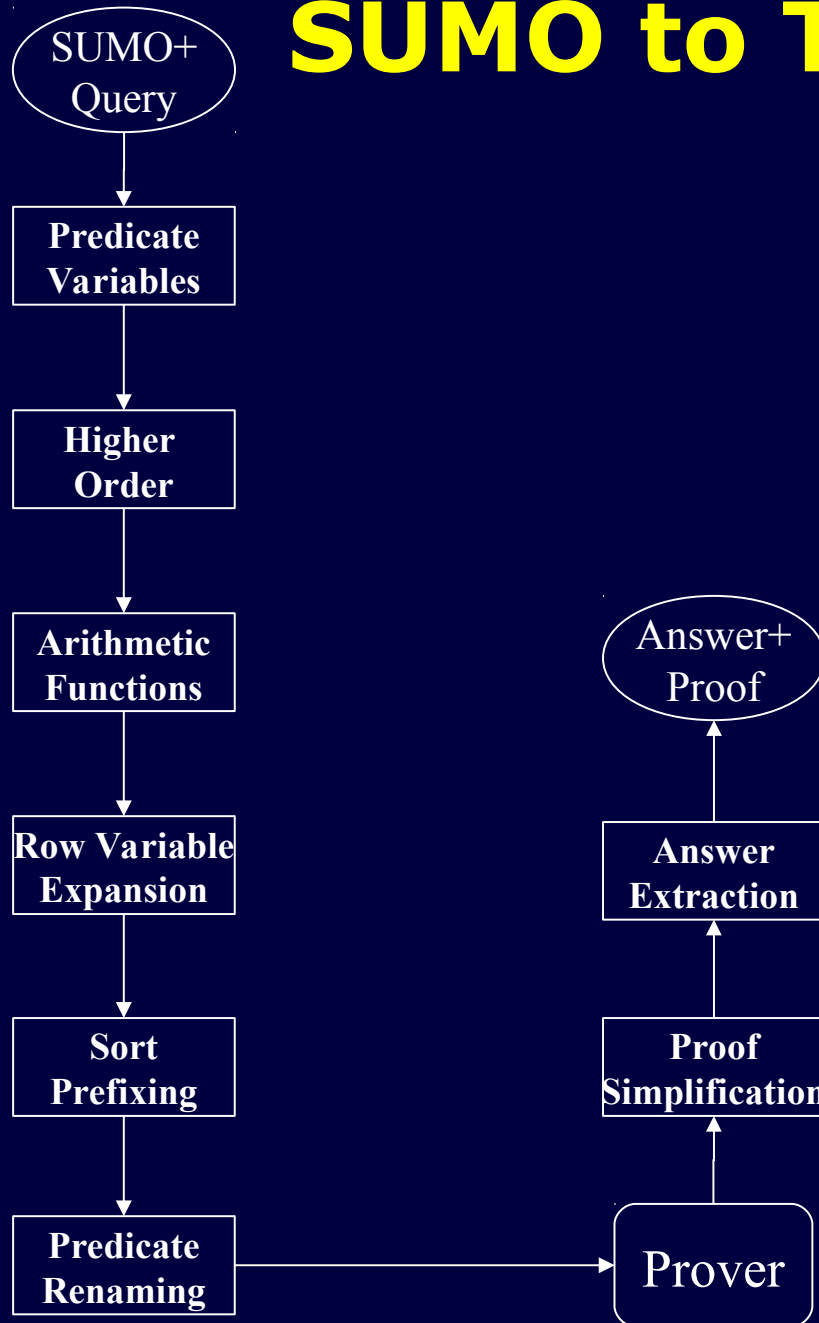 SUMO to T
SUMO+
Query
Predicate
Variables
Higher
Order
Arithmetic
Functions
Row Variable
Expansion
Sort
Prefixing
Predicate
Renaming
Prover
Proof
Simplification
Answer
Extraction
Answer+
Proof